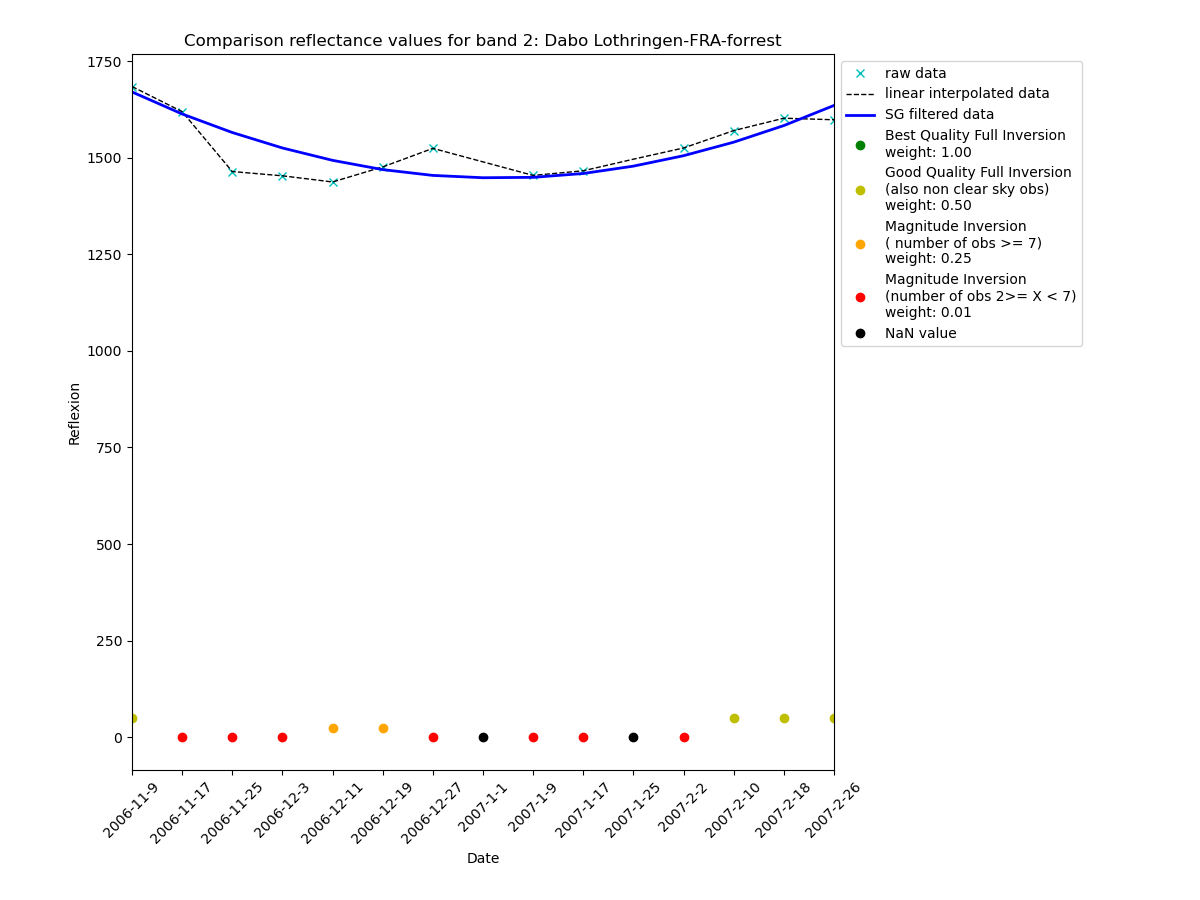 Comparison reflectance values for band 2: Dabo Lothringen-FRA-forrest
1750
1500
1250
1000
750
500
250
0
Reflexion
2006-11-9
2006-11-17
2006-11-25
2006-12-3
2006-12-11
2006-12-19
2006-12-27
2007-1-1
2007-1-9
2007-1-17
2007-1-25
2007-2-2
2007-2-10
2007-2-18
2007-2-26
Date
raw data
linear interpolated data
SG filtered data
Best Quality Full Inversion
weight: 1.00
Good Quality Full Inversion
(also non clear sky obs)
weight: 0.50
Magnitude Inversion
( number of obs >= 7)
weight: 0.25
Magnitude Inversion
(number of obs 2>= X < 7)
weight: 0.01
NaN value